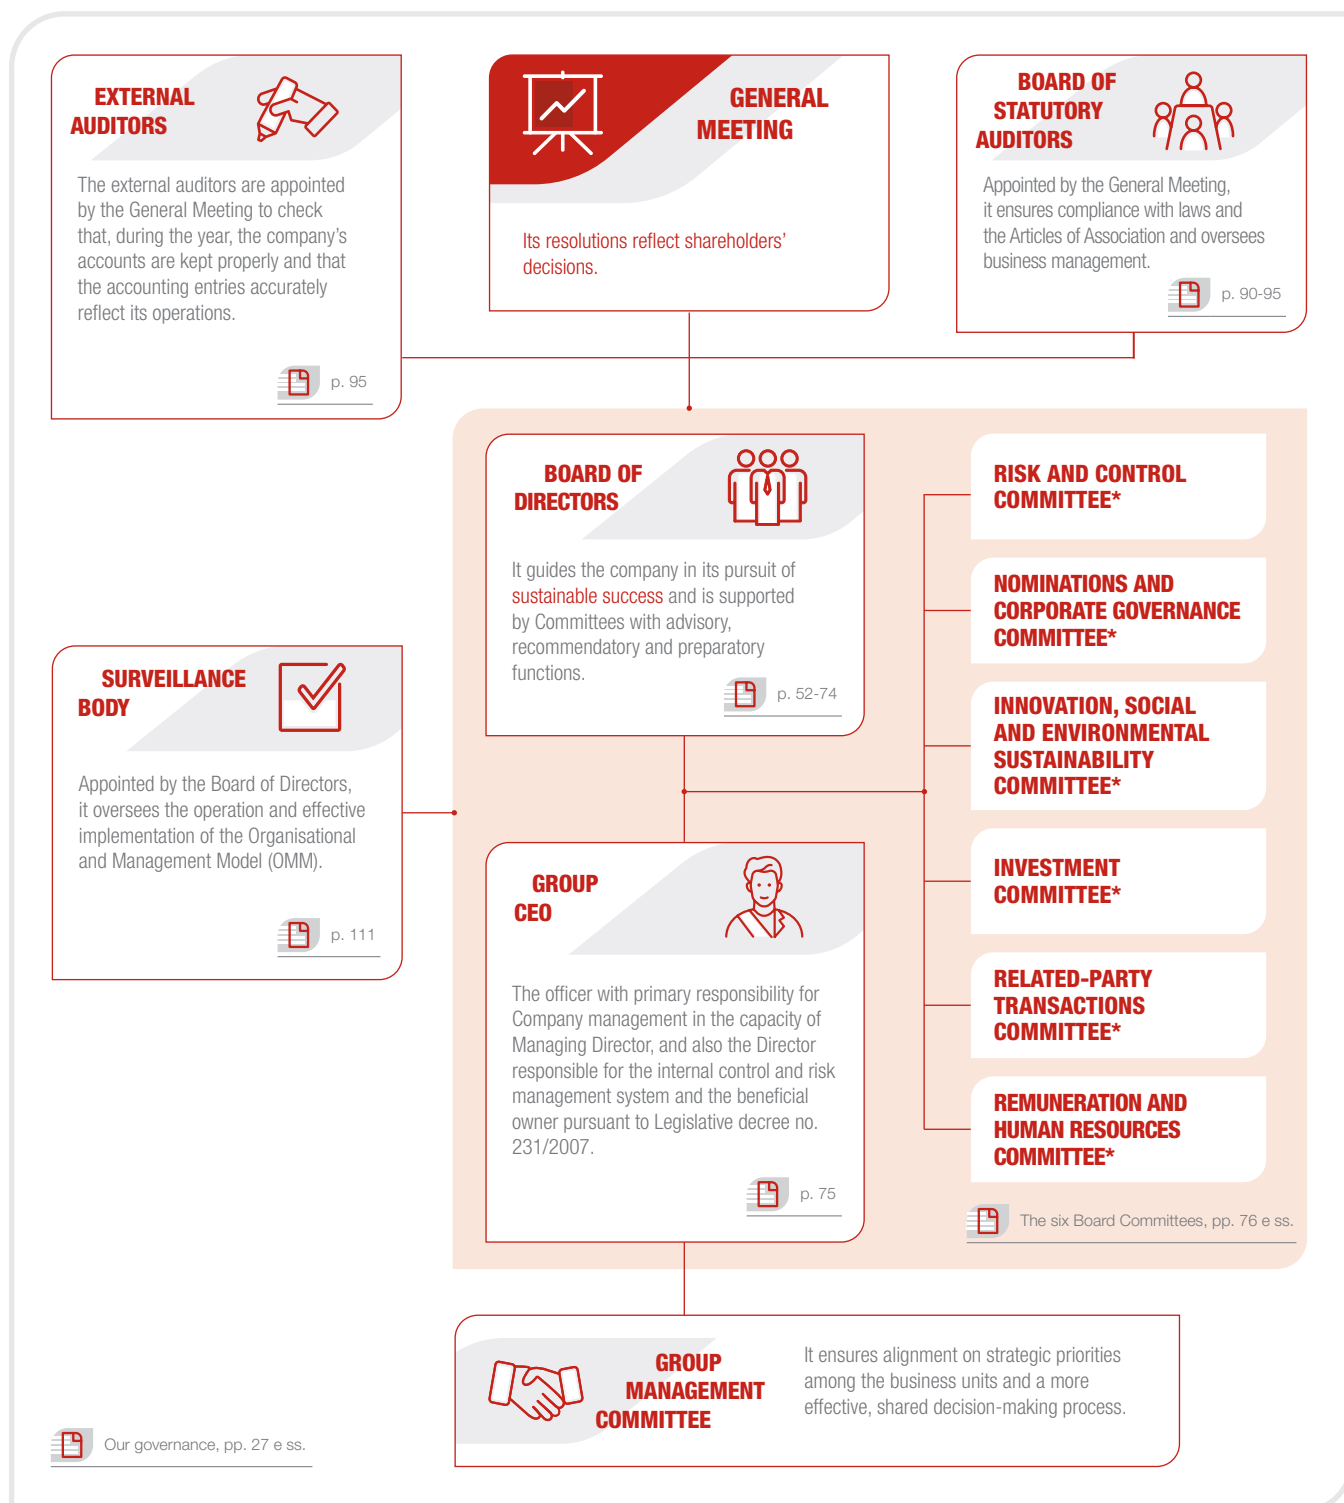 EXTERNAL
AUDITORS
The external auditors are appointed
by the General Meeting to check
that, during the year, the company's
accounts are kept properly and that
the accounting entries accurately
reflect its operations.
p. 95
GENERAL
MEETING
Its resolutions reflect shareholders'
decisions.
BOARD OF
STATUTORY
AUDITORS
Appointed by the General Meeting,
it ensures compliance with laws and
the Articles of Association and oversees
business management.
p. 90-95
BOARD OF
DIRECTORS
It guides the company in its pursuit of
sustainable success and is supported
by Committees with advisory,
recommendatory and preparatory
functions.
p. 52-74
SURVEILLANCE
BODY
Appointed by the Board of Directors,
it oversees the operation and effective
implementation of the Organisational
and Management Model (OMM).
p. 111
GROUP
CEO
The officer with primary responsibility for
Company management in the capacity of
Managing Director, and also the Director
responsible for the internal control and risk
management system and the beneficial
owner pursuant to Legislative decree no.
231/2007.
p. 75
RISK AND CONTROL
COMMITTEE*
NOMINATIONS AND
CORPORATE GOVERNANCE
COMMITTEE*
INNOVATION, SOCIAL
AND ENVIRONMENTAL
SUSTAINABILITY
COMMITTEE*
INVESTMENT
COMMITTEE*
RELATED-PARTY
TRANSACTIONS
COMMITTEE*
REMUNERATION AND
HUMAN RESOURCES
COMMITTEE*
The six Board Committees, pp. 76 e ss.
GROUP
MANAGEMENT
COMMITTEE
It ensures alignment on strategic priorities
among the business units and a more
effective, shared decision-making process.
Our governance, pp. 27 e ss.